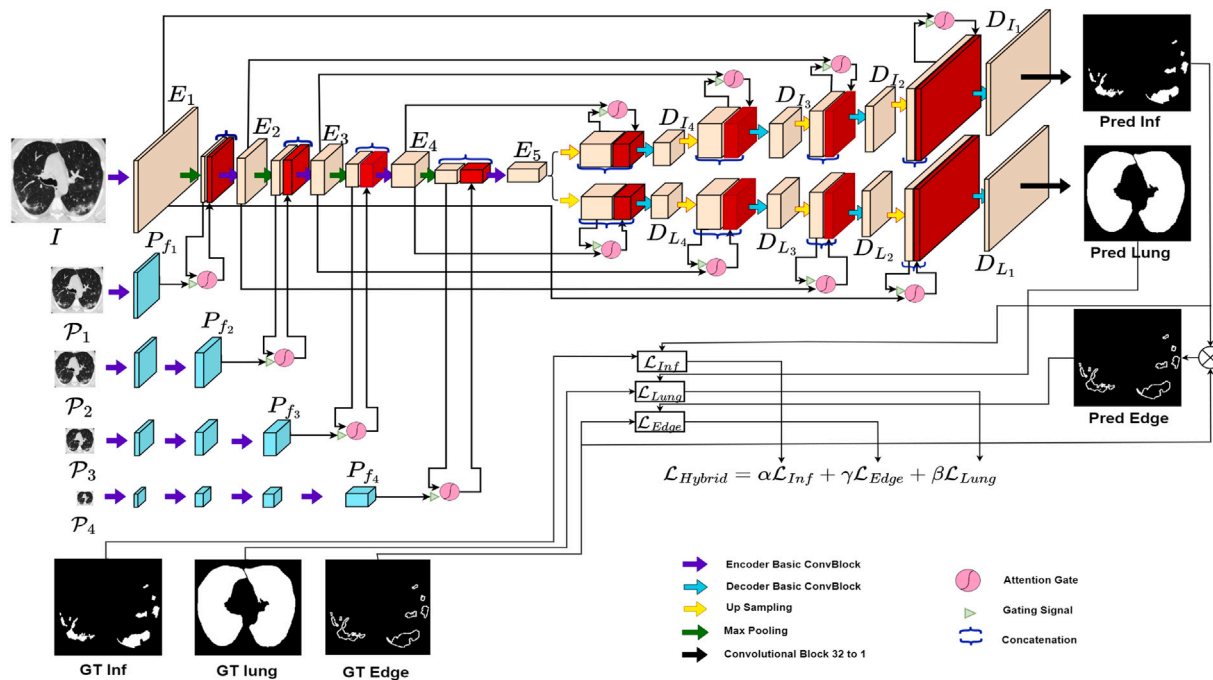 E_1
E_2
E_3
E_4
E_5
D_{I_4}
D_{I_3}
D_{I_2}
D_{I_1}
Pred Inf
I
P_{f_1}
D_{L_4}
D_{L_3}
D_{L_2}
D_{L_1}
Pred Lung
𝒫_1
P_{f_2}
𝒫_2
P_{f_3}
𝒫_3
P_{f_4}
𝒫_4
ℒ_{Inf}
ℒ_{Lung}
ℒ_{Edge}
Pred Edge
ℒ_{Hybrid} = αℒ_{Inf} + γℒ_{Edge} + βℒ_{Lung}
GT Inf
GT lung
GT Edge
Encoder Basic ConvBlock
Decoder Basic ConvBlock
Up Sampling
Max Pooling
Convolutional Block 32 to 1
Attention Gate
Gating Signal
Concatenation